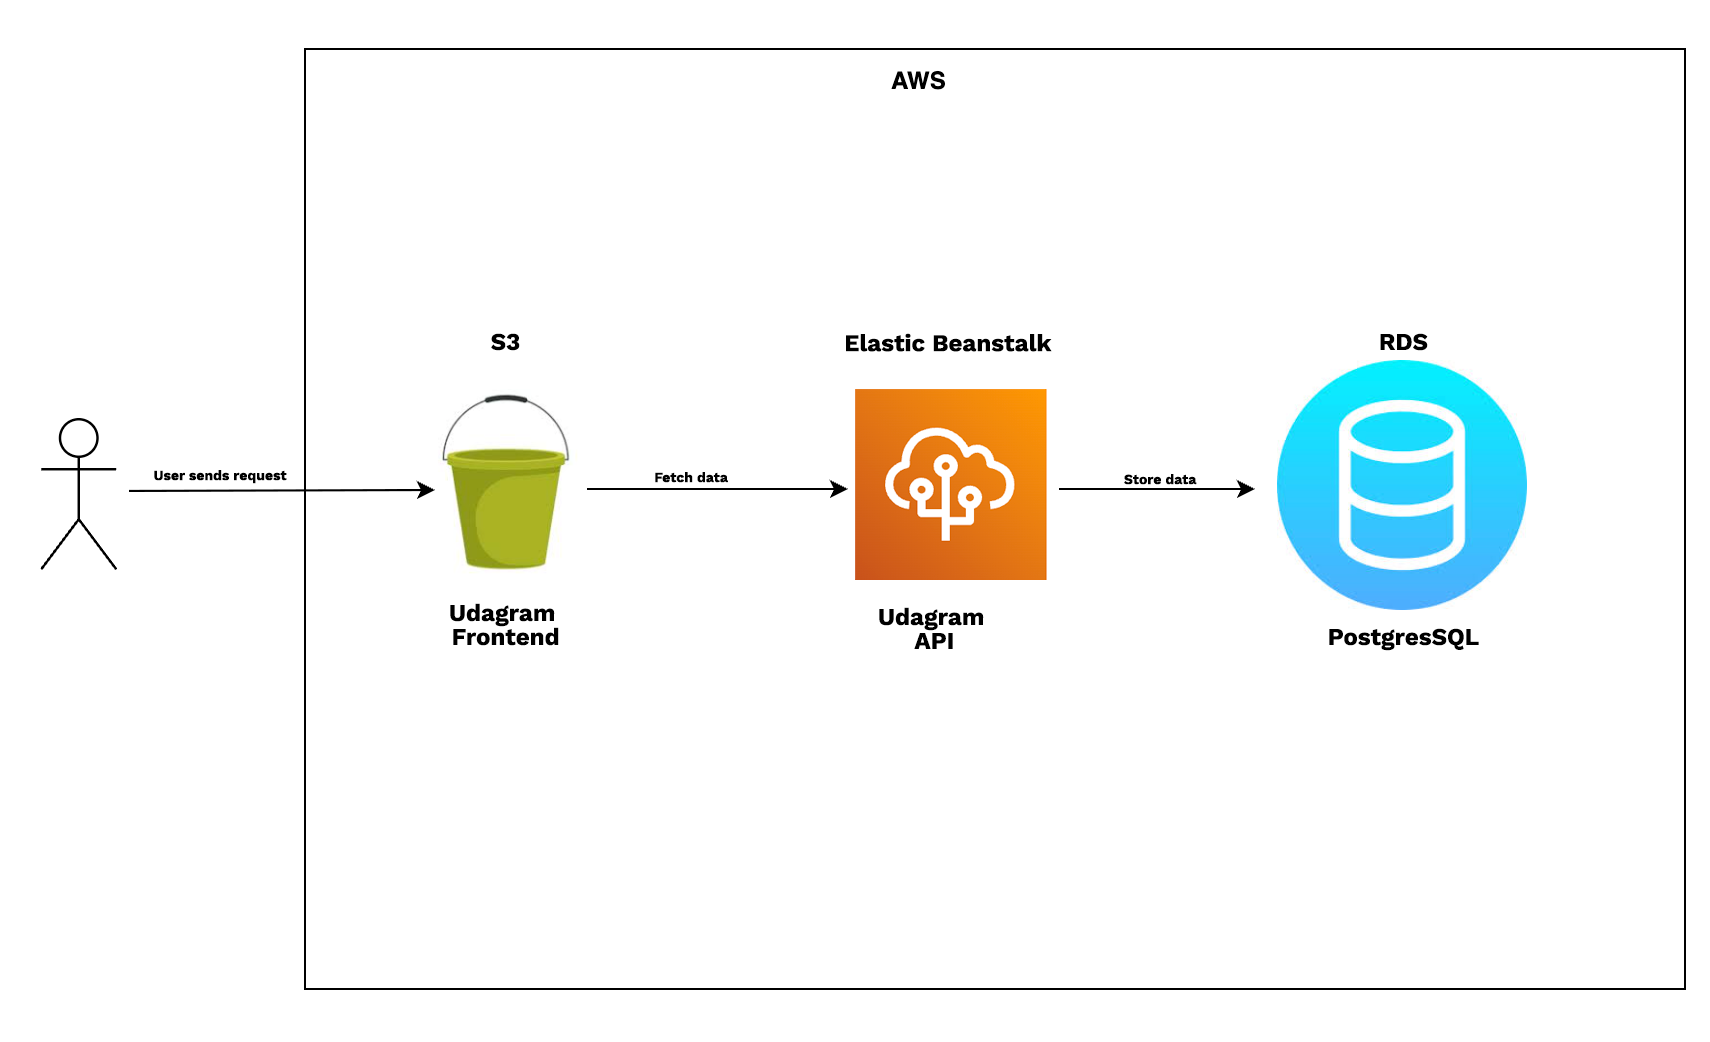 AWS
S3
Elastic Beanstalk
RDS
User sends request
Fetch data
Store data
Udagram
Frontend
Udagram
API
PostgresSQL